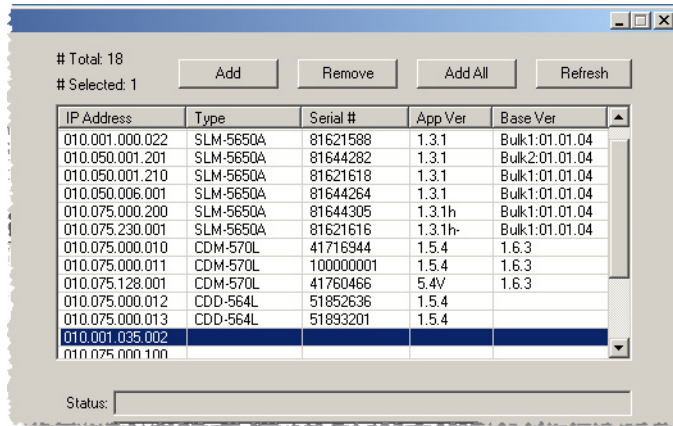 # Total: 18
# Selected: 1
Add Remove Add All Refresh
IP Address Type Serial # App Ver Base Ver
010.001.000.022 SLM-5650A 81621588 1.3.1 Bulk1:01.01.04
010.050.001.201 SLM-5650A 81644282 1.3.1 Bulk2:01.01.04
010.050.001.210 SLM-5650A 81621618 1.3.1 Bulk1:01.01.04
010.050.006.001 SLM-5650A 81644264 1.3.1 Bulk1:01.01.04
010.075.000.200 SLM-5650A 81644305 1.3.1h Bulk1:01.01.04
010.075.230.001 SLM-5650A 81621616 1.3.1h- Bulk1:01.01.04
010.075.000.010 CDM-570L 41716944 1.5.4 1.6.3
010.075.000.011 CDM-570L 100000001 1.5.4 1.6.3
010.075.128.001 CDM-570L 41760466 5.4V 1.6.3
010.075.000.012 CDD-564L 51852636 1.5.4
010.075.000.013 CDD-564L 51893201 1.5.4
010.001.035.002
010.075.000.100
Status: